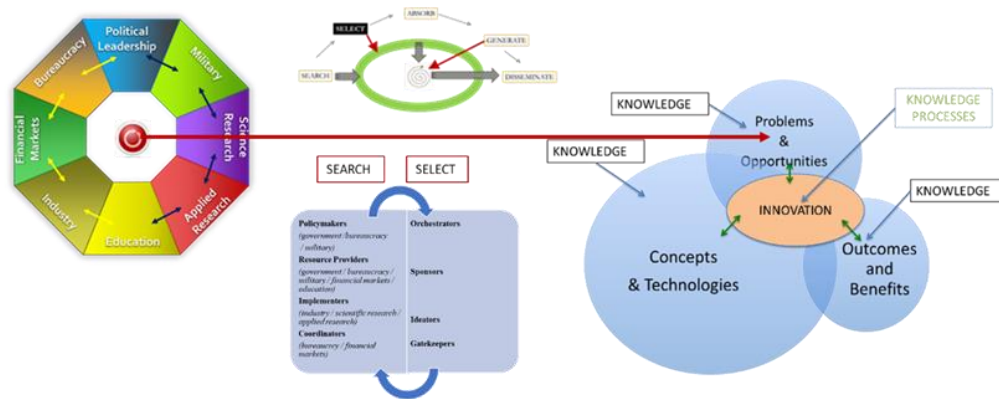 Political
Leadership
Military
Science
Research
Applied
Research
Education
Industry
Financial
Markets
Bureaucracy
ABSORB
SELECT
GENERATE
SEARCH
DISSEMINATE
SEARCH
SELECT
Policymakers
(government /bureaucracy
/ military)
Orchestrators
Resource Providers
(government / bureaucracy /
military / financial markets /
education)
Sponsors
Implementers
(industry / scientific research /
applied research)
Ideators
Coordinators
(bureaucrcy / financial
markets)
Gatekeepers
KNOWLEDGE
KNOWLEDGE
KNOWLEDGE
PROCESSES
KNOWLEDGE
Problems
&
Opportunities
INNOVATION
Concepts
& Technologies
Outcomes
and
Benefits